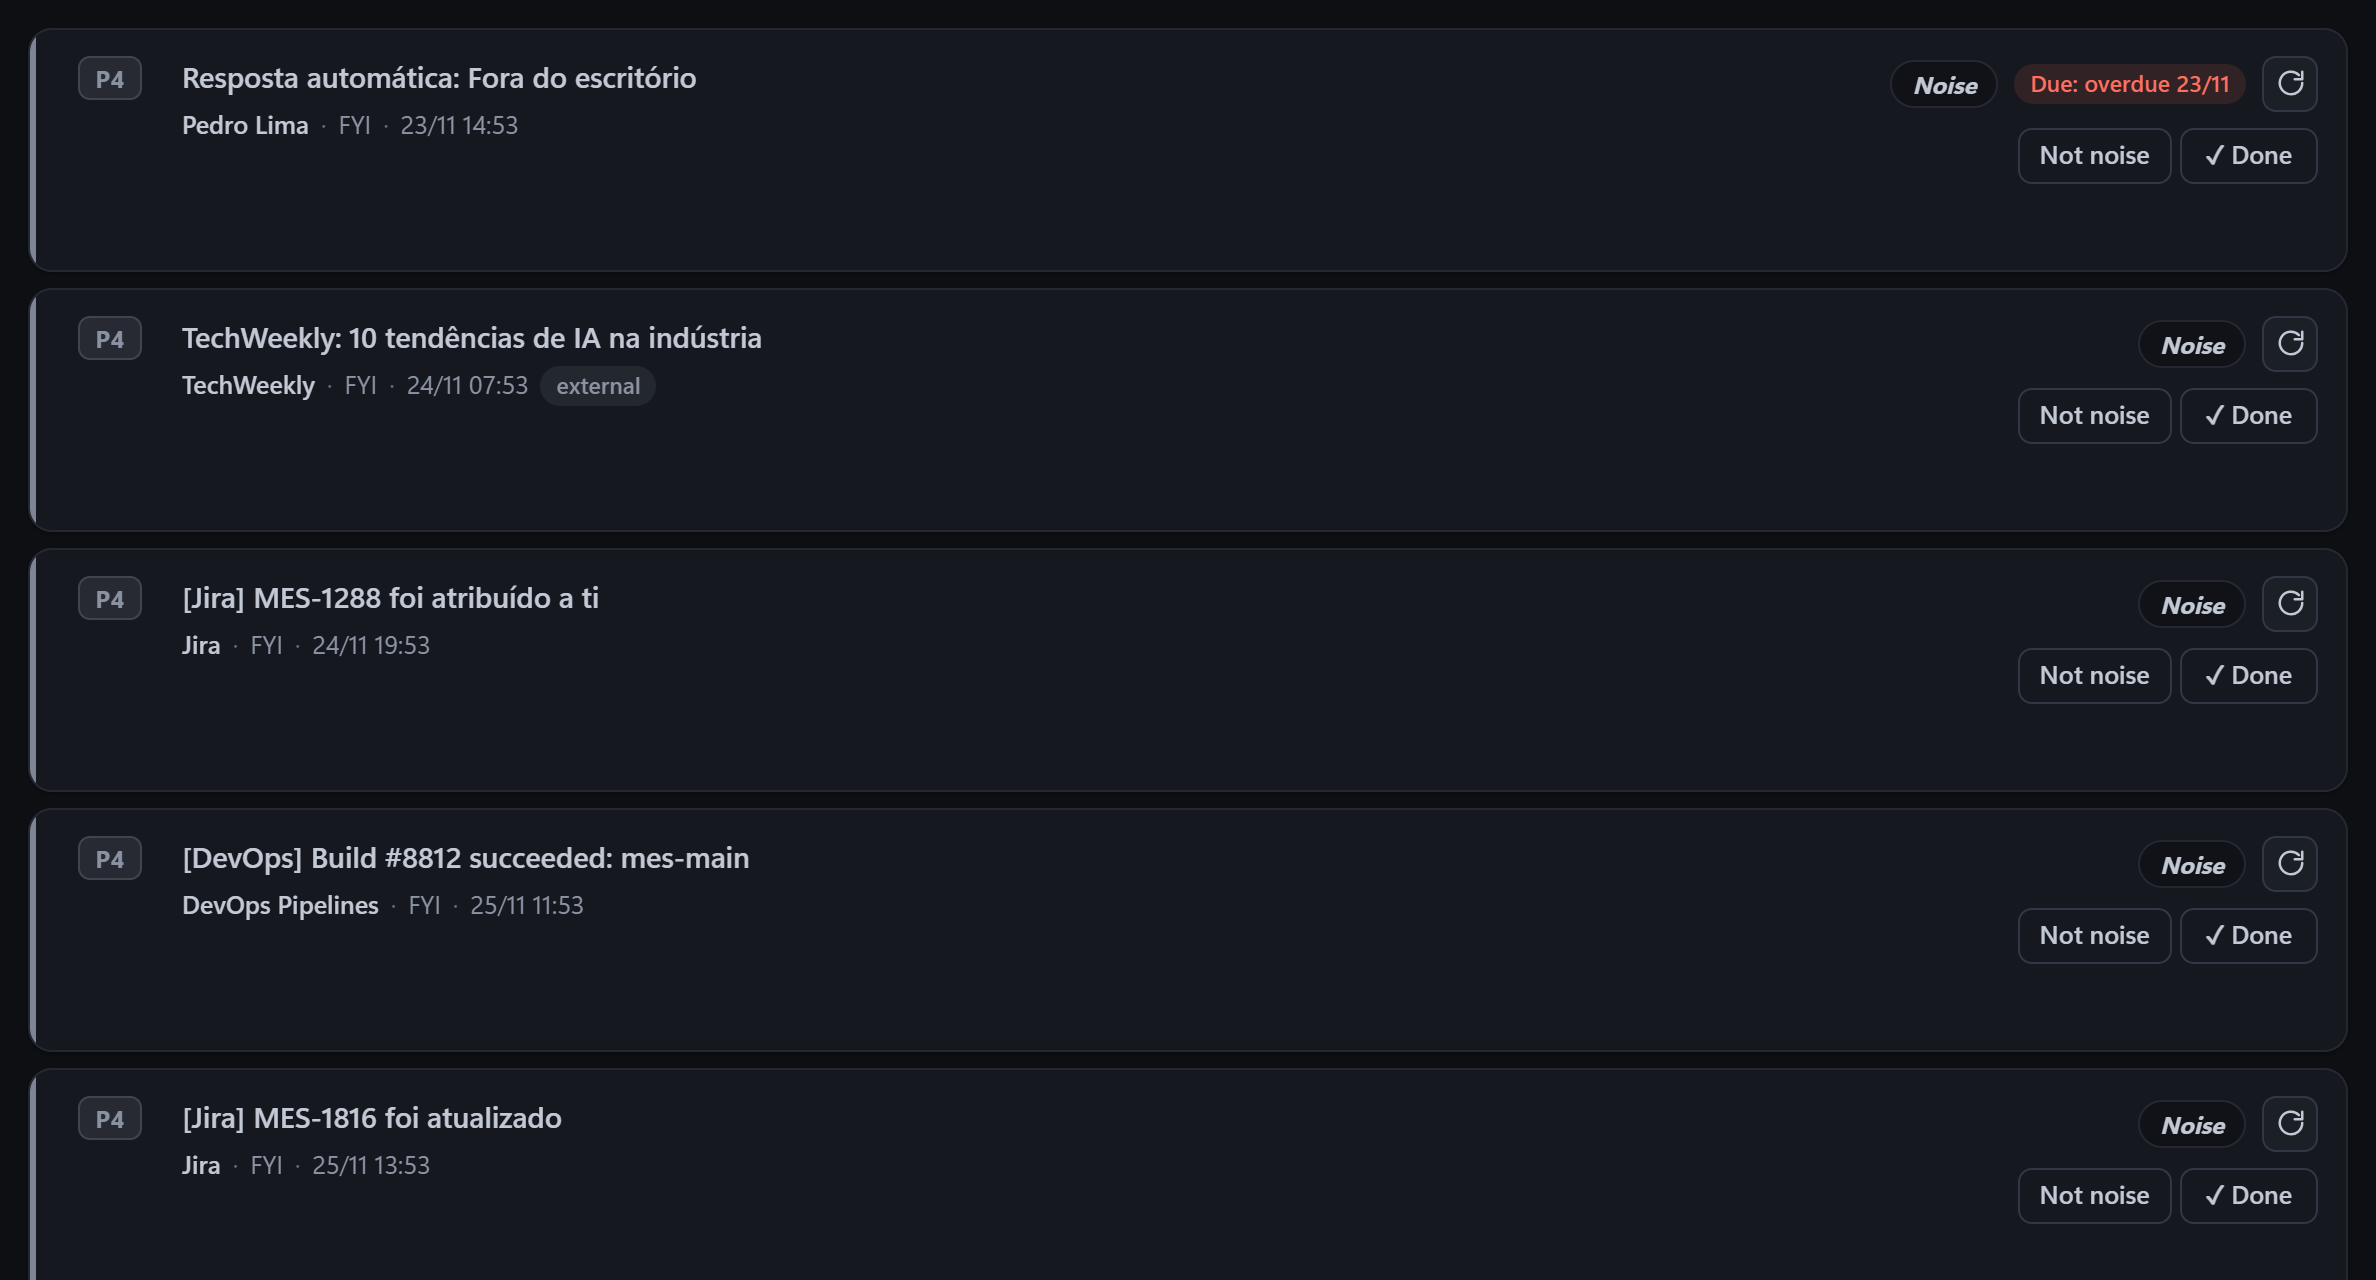 P4 Resposta automática: Fora do escritório Noise Due: overdue 23/11
Pedro Lima · FYI · 23/11 14:53
Not noise ✓ Done
P4 TechWeekly: 10 tendências de IA na indústria Noise
TechWeekly · FYI · 24/11 07:53 external
Not noise ✓ Done
P4 [Jira] MES-1288 foi atribuído a ti Noise
Jira · FYI · 24/11 19:53
Not noise ✓ Done
P4 [DevOps] Build #8812 succeeded: mes-main Noise
DevOps Pipelines · FYI · 25/11 11:53
Not noise ✓ Done
P4 [Jira] MES-1816 foi atualizado Noise
Jira · FYI · 25/11 13:53
Not noise ✓ Done